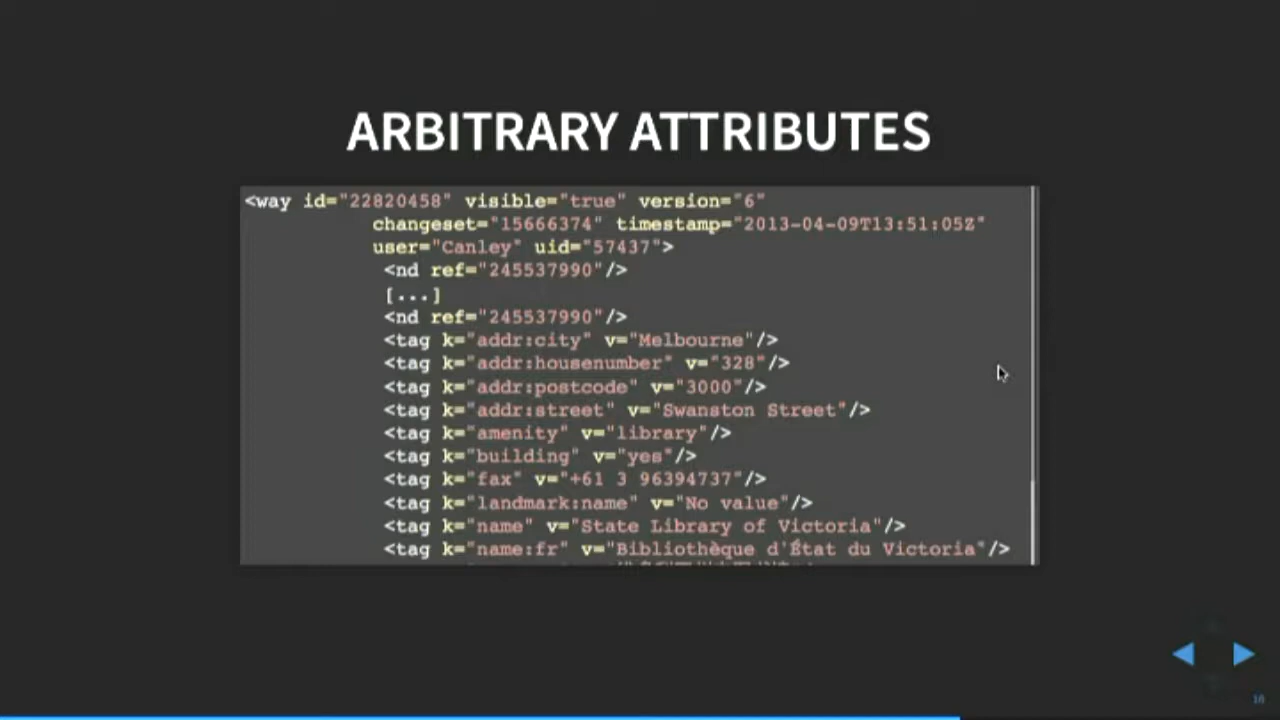 ARBITRARY ATTRIBUTES
<way id="22820458" visible="true" version="6"
changeset="15666374" timestamp="2013-04-09T13:51:05Z"
user="Canley" uid="57437">
<nd ref="245537990"/>
[...]
<nd ref="245537990"/>
<tag k="addr:city" v="Melbourne"/>
<tag k="addr:housenumber" v="328"/>
<tag k="addr:postcode" v="3000"/>
<tag k="addr:street" v="Swanston Street"/>
<tag k="amenity" v="library"/>
<tag k="building" v="yes"/>
<tag k="fax" v="+61 3 96394737"/>
<tag k="landmark:name" v="No value"/>
<tag k="name" v="State Library of Victoria"/>
<tag k="name:fr" v="Bibliothèque d'État du Victoria"/>